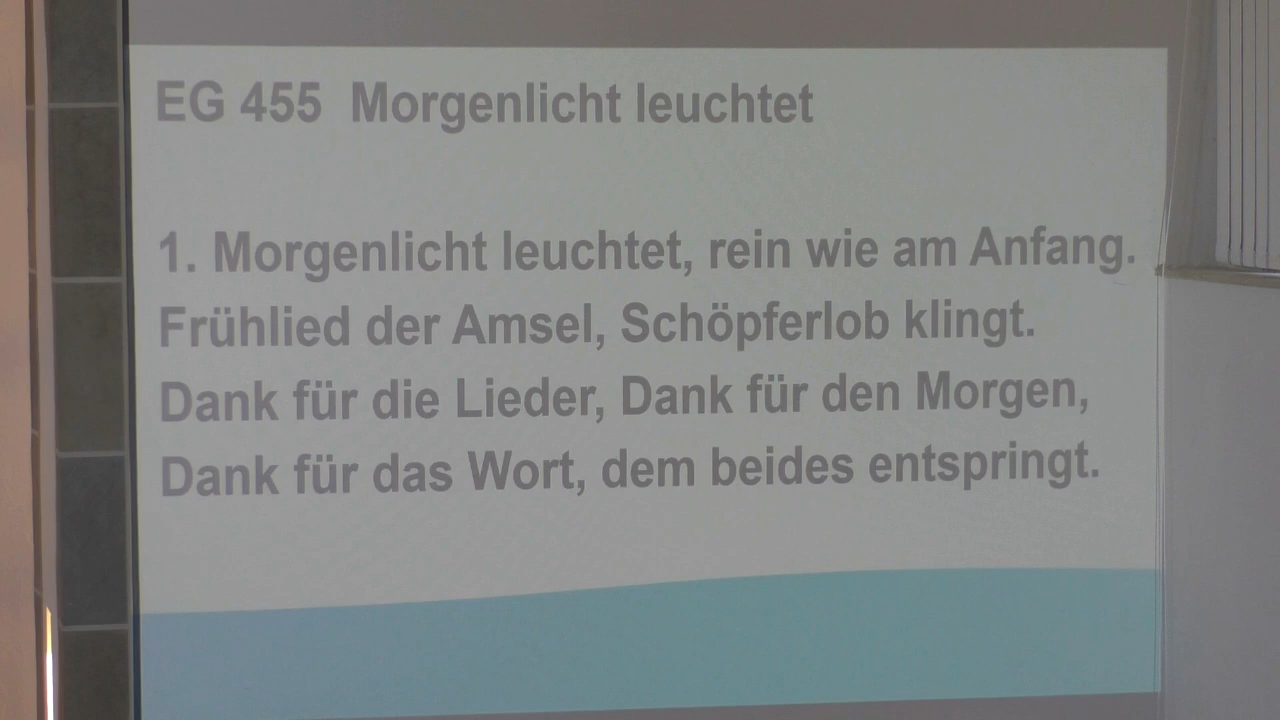 EG 455 Morgenlicht leuchtet
1. Morgenlicht leuchtet, rein wie am Anfang.
Frühlied der Amsel, Schöpferlob klingt.
Dank für die Lieder, Dank für den Morgen,
Dank für das Wort, dem beides entspringt.